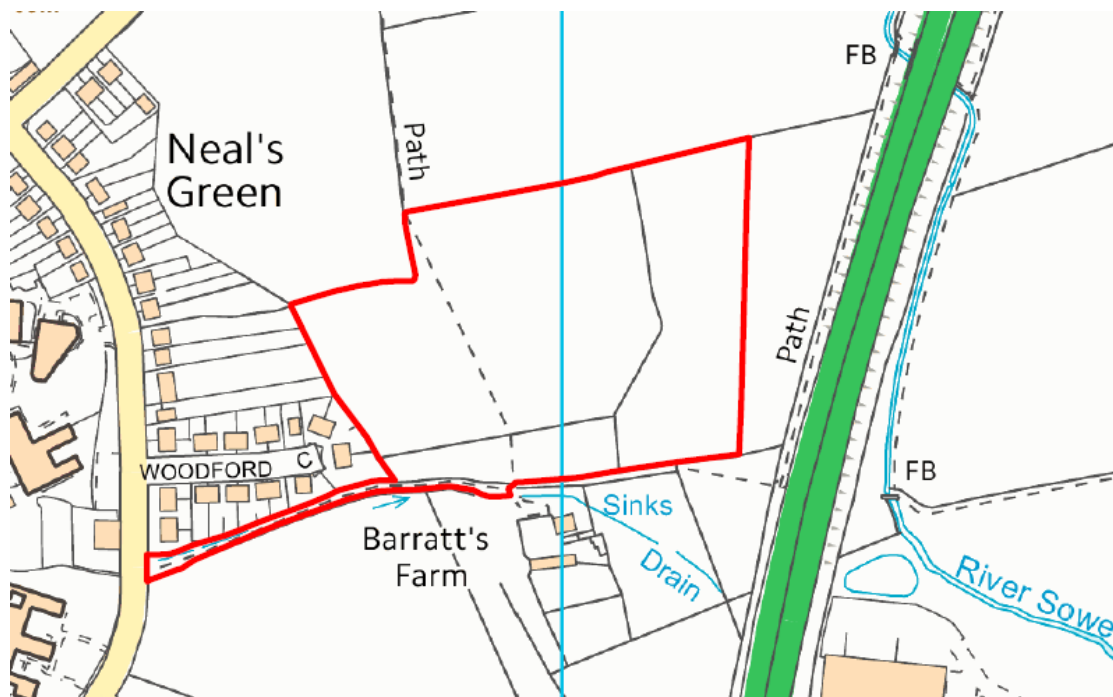 Neal's
Green
Path
FB
Path
WOODFORD C
Barratt's
Farm
Sinks
Drain
FB
River Sowe